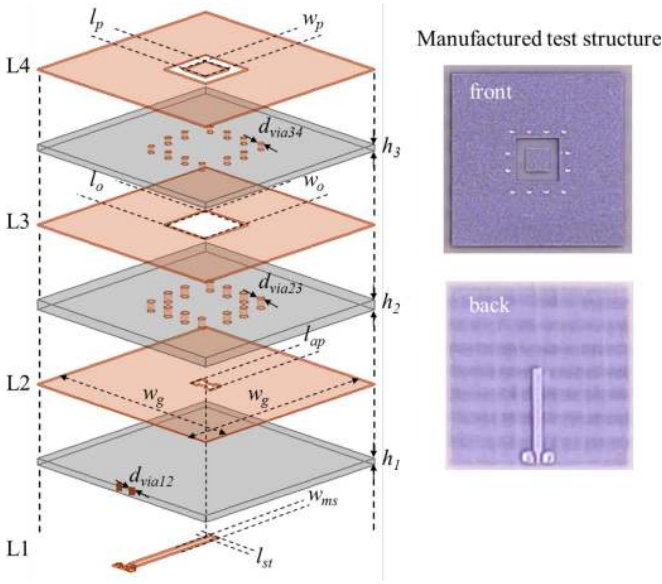 l_p
w_p
L4
d_via34
h_3
l_o
w_o
L3
d_via23
h_2
l_ap
L2
w_g
w_g
h_1
d_via12
w_ms
L1
l_st
Manufactured test structure
front
back